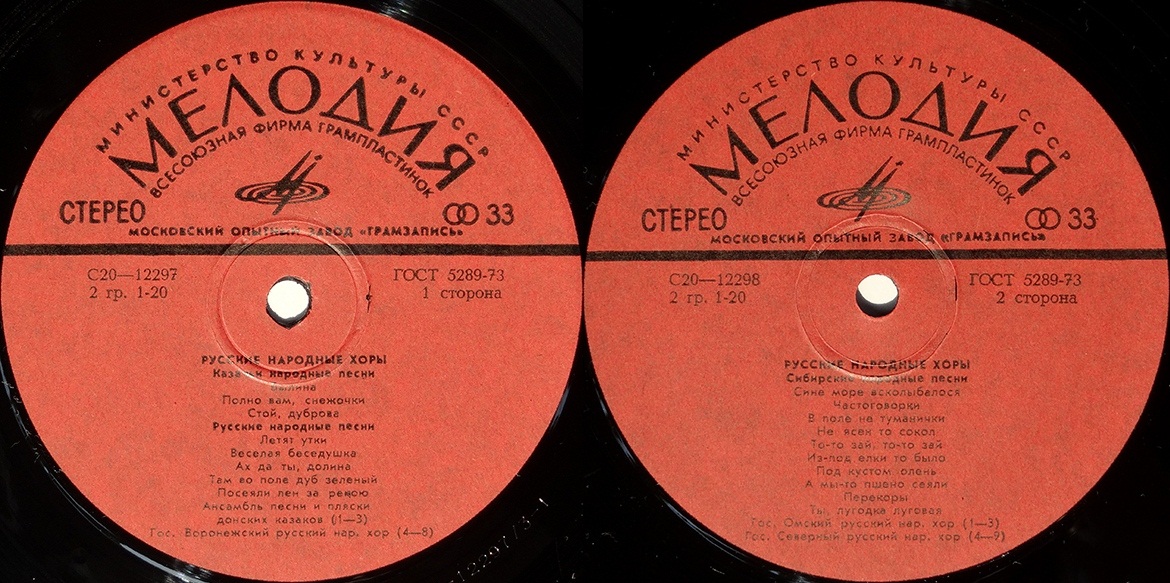 МИНИСТЕРСТВО КУЛЬТУРЫ СССР
МЕЛОДИЯ
ВСЕСОЮЗНАЯ ФИРМА ГРАМПЛАСТИНОК
СТЕРЕО
33
МОСКОВСКИЙ ОПЫТНЫЙ ЗАВОД «ГРАМЗАПИСЬ»
С20—12297 ГОСТ 5289-73
2 гр. 1-20 1 сторона
РУССКИЕ НАРОДНЫЕ ХОРЫ
Казачьи народные песни
Былина
Полно вам, снежочки
Стой, дуброва
Русские народные песни
Летят утки
Веселая беседушка
Ах да ты, долина
Там во поле дуб зеленый
Посеяли лен за рекою
Ансамбль песни и пляски
донских казаков (1—3)
Гос. Воронежский русский нар. хор (4—8)
МИНИСТЕРСТВО КУЛЬТУРЫ СССР
МЕЛОДИЯ
ВСЕСОЮЗНАЯ ФИРМА ГРАМПЛАСТИНОК
СТЕРЕО
33
МОСКОВСКИЙ ОПЫТНЫЙ ЗАВОД «ГРАМЗАПИСЬ»
С20—12298 ГОСТ 5289-73
2 гр. 1-20 2 сторона
РУССКИЕ НАРОДНЫЕ ХОРЫ
Сибирские народные песни
Сине море всколыбалося
Частоговорки
В поле не туманички
Не ясен то сокол
То-то зай, то-то зай
Из-под елки то было
Под кустом олень
А мы-то пшено сеяли
Перекоры
Ты, лугодка луговая
Гос. Омский русский нар. хор (1—3)
Гос. Северный русский нар. хор (4—9)